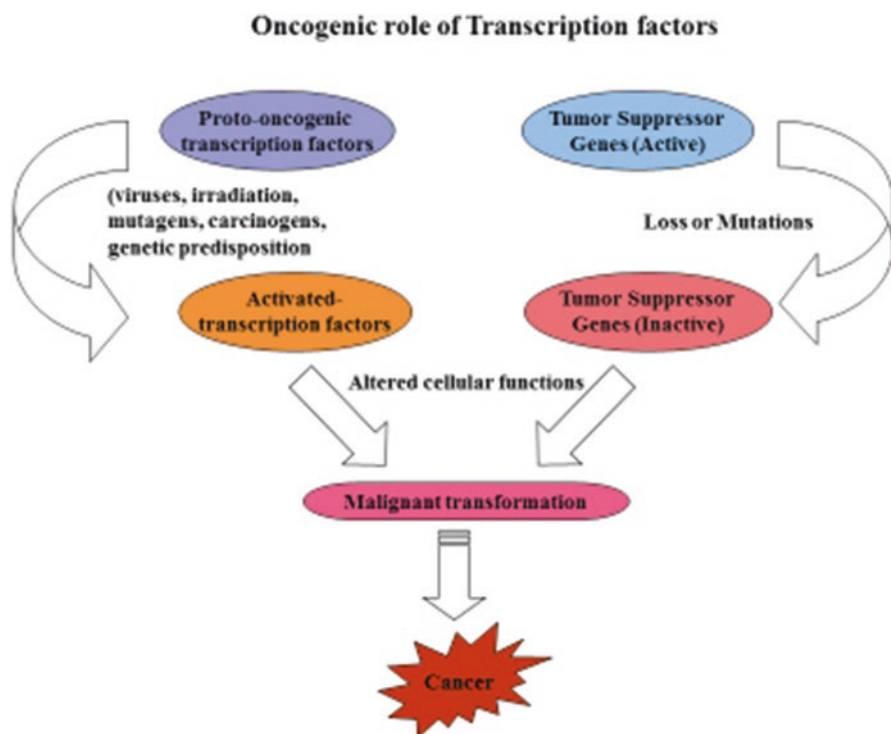 Oncogenic role of Transcription factors
Proto-oncogenic
transcription factors
Tumor Suppressor
Genes (Active)
(viruses, irradiation,
mutagens, carcinogens,
genetic predisposition
Loss or Mutations
Activated-
transcription factors
Tumor Suppressor
Genes (Inactive)
Altered cellular functions
Malignant transformation
Cancer